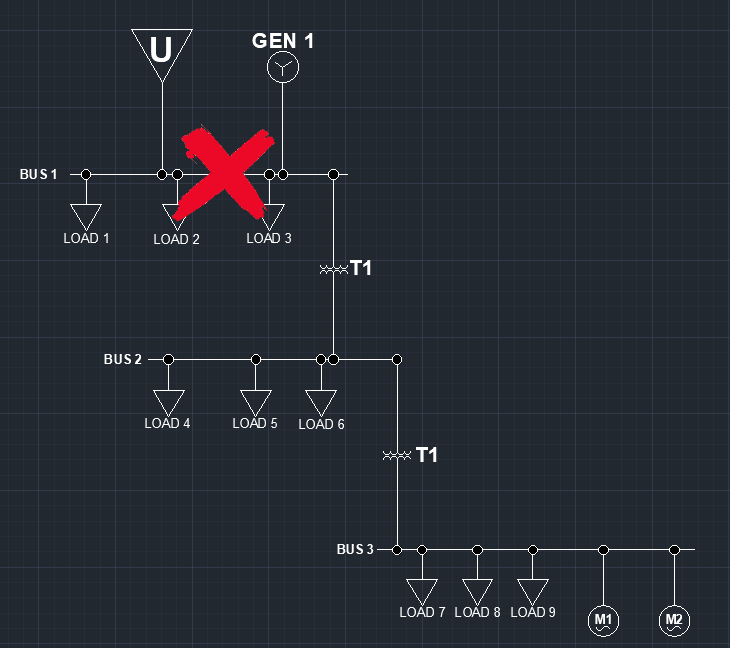 U
GEN 1
BUS 1
LOAD 1
LOAD 2
LOAD 3
T1
BUS 2
LOAD 4
LOAD 5
LOAD 6
T1
BUS 3
LOAD 7
LOAD 8
LOAD 9
M1
M2